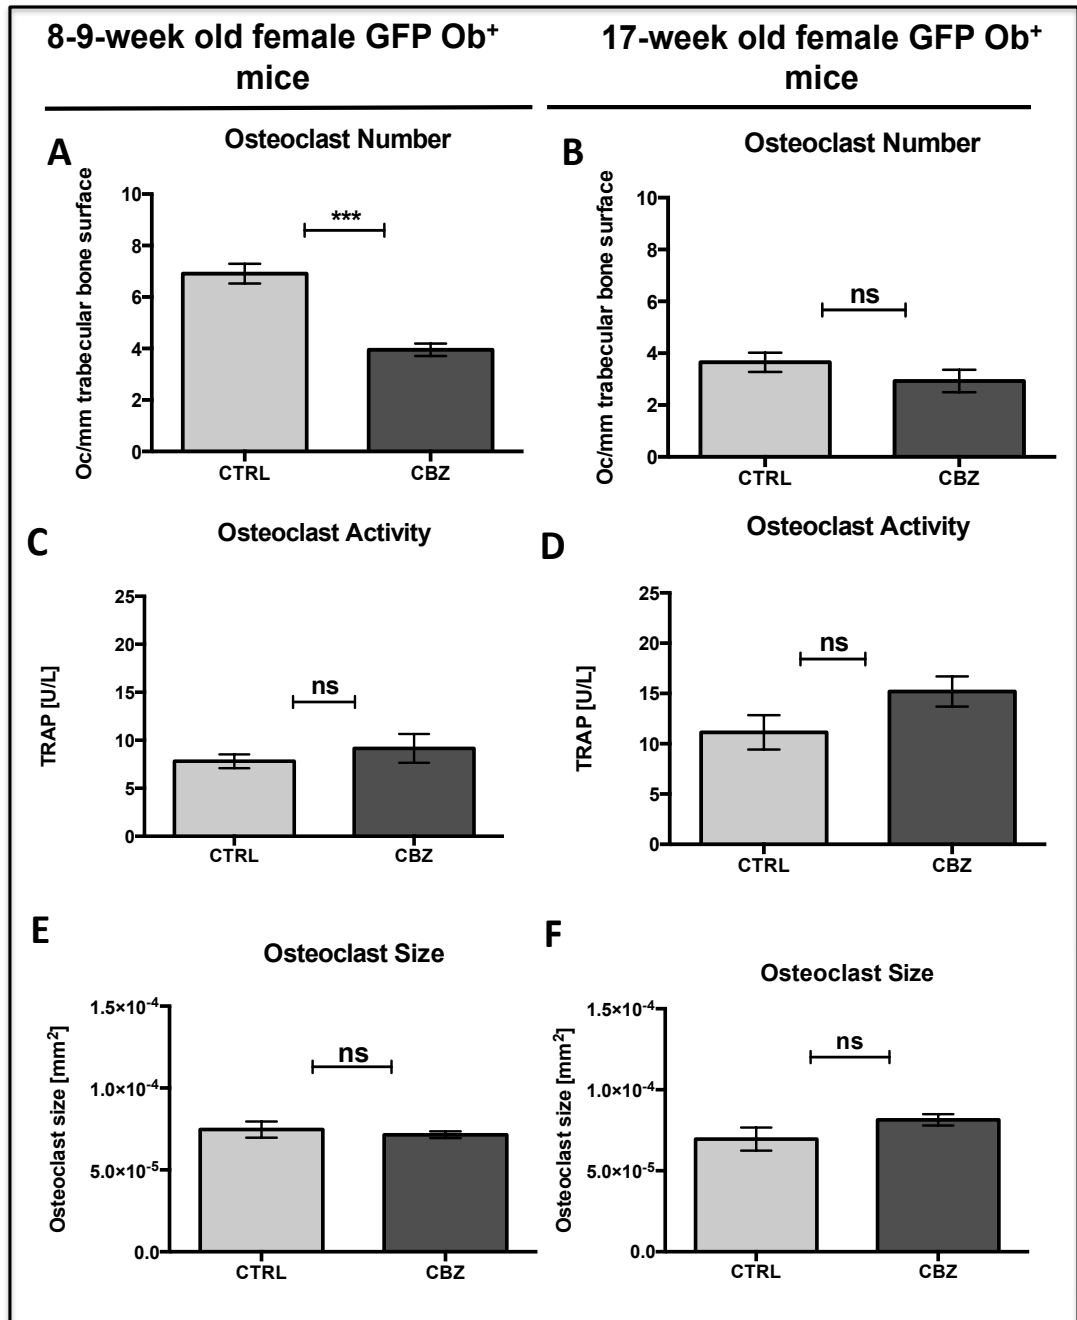 8-9-week old female GFP Ob⁺
mice
17-week old female GFP Ob⁺
mice
A
Osteoclast Number
Oc/mm trabecular bone surface
10
8
6
4
2
0
***
CTRL
CBZ
B
Osteoclast Number
Oc/mm trabecular bone surface
10
8
6
4
2
0
ns
CTRL
CBZ
C
Osteoclast Activity
TRAP [U/L]
25
20
15
10
5
0
ns
CTRL
CBZ
D
Osteoclast Activity
TRAP [U/L]
25
20
15
10
5
0
ns
CTRL
CBZ
E
Osteoclast Size
Osteoclast size [mm²]
1.5×10⁻⁴
1.0×10⁻⁴
5.0×10⁻⁵
0.0
ns
CTRL
CBZ
F
Osteoclast Size
Osteoclast size [mm²]
1.5×10⁻⁴
1.0×10⁻⁴
5.0×10⁻⁵
0.0
ns
CTRL
CBZ